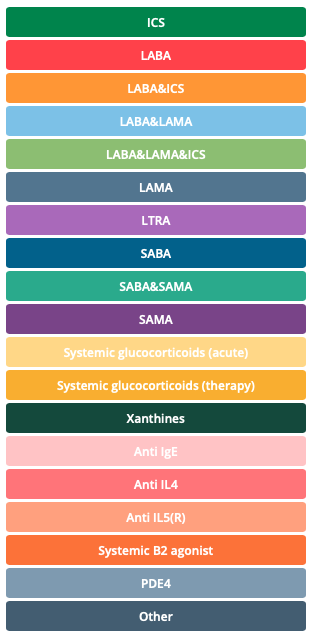 ICS
LABA
LABA&ICS
LABA&LAMA
LABA&LAMA&ICS
LAMA
LTRA
SABA
SABA&SAMA
SAMA
Systemic glucocorticoids (acute)
Systemic glucocorticoids (therapy)
Xanthines
Anti IgE
Anti IL4
Anti IL5(R)
Systemic B2 agonist
PDE4
Other